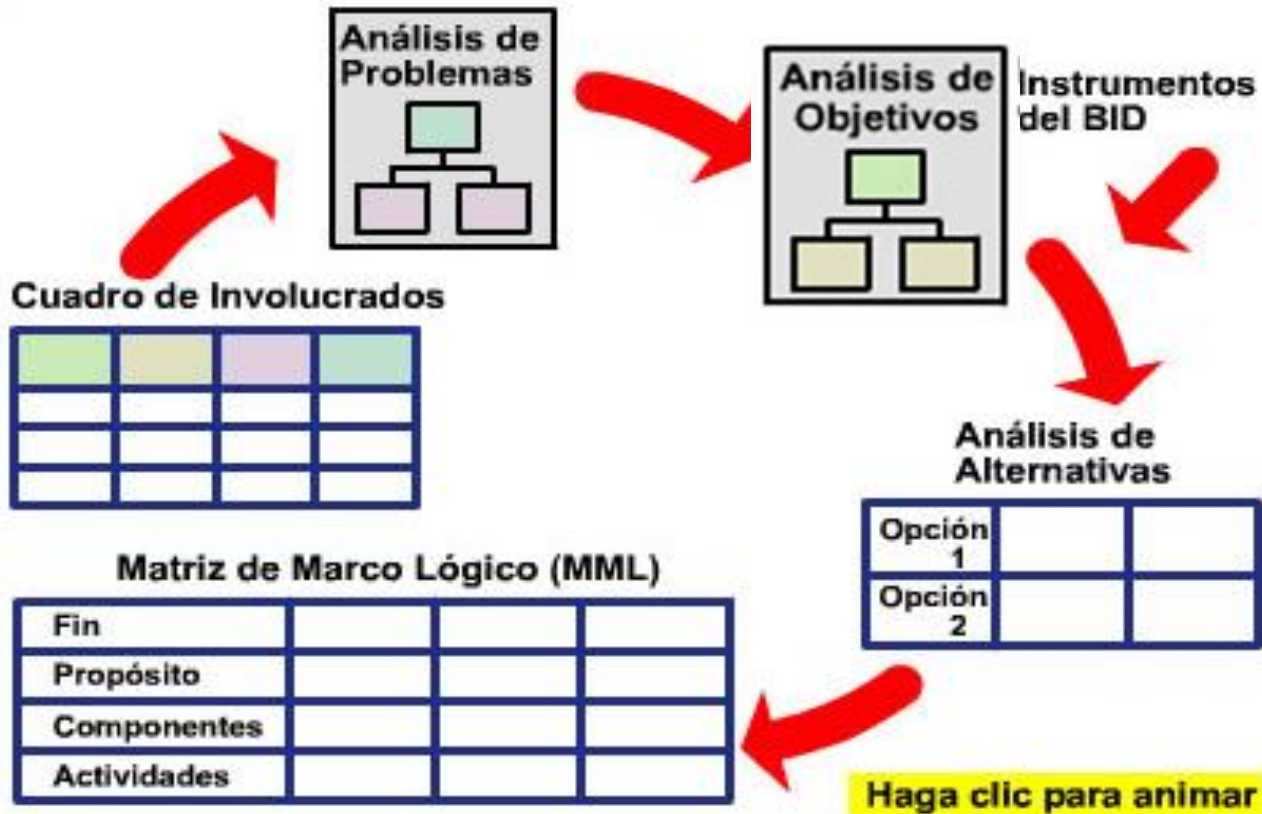 Análisis de
Problemas
Análisis de
Objetivos
Instrumentos
del BID
Cuadro de Involucrados
Análisis de
Alternativas
Opción
1
Opción
2
Matriz de Marco Lógico (MML)
Fin
Propósito
Componentes
Actividades
Haga clic para animar